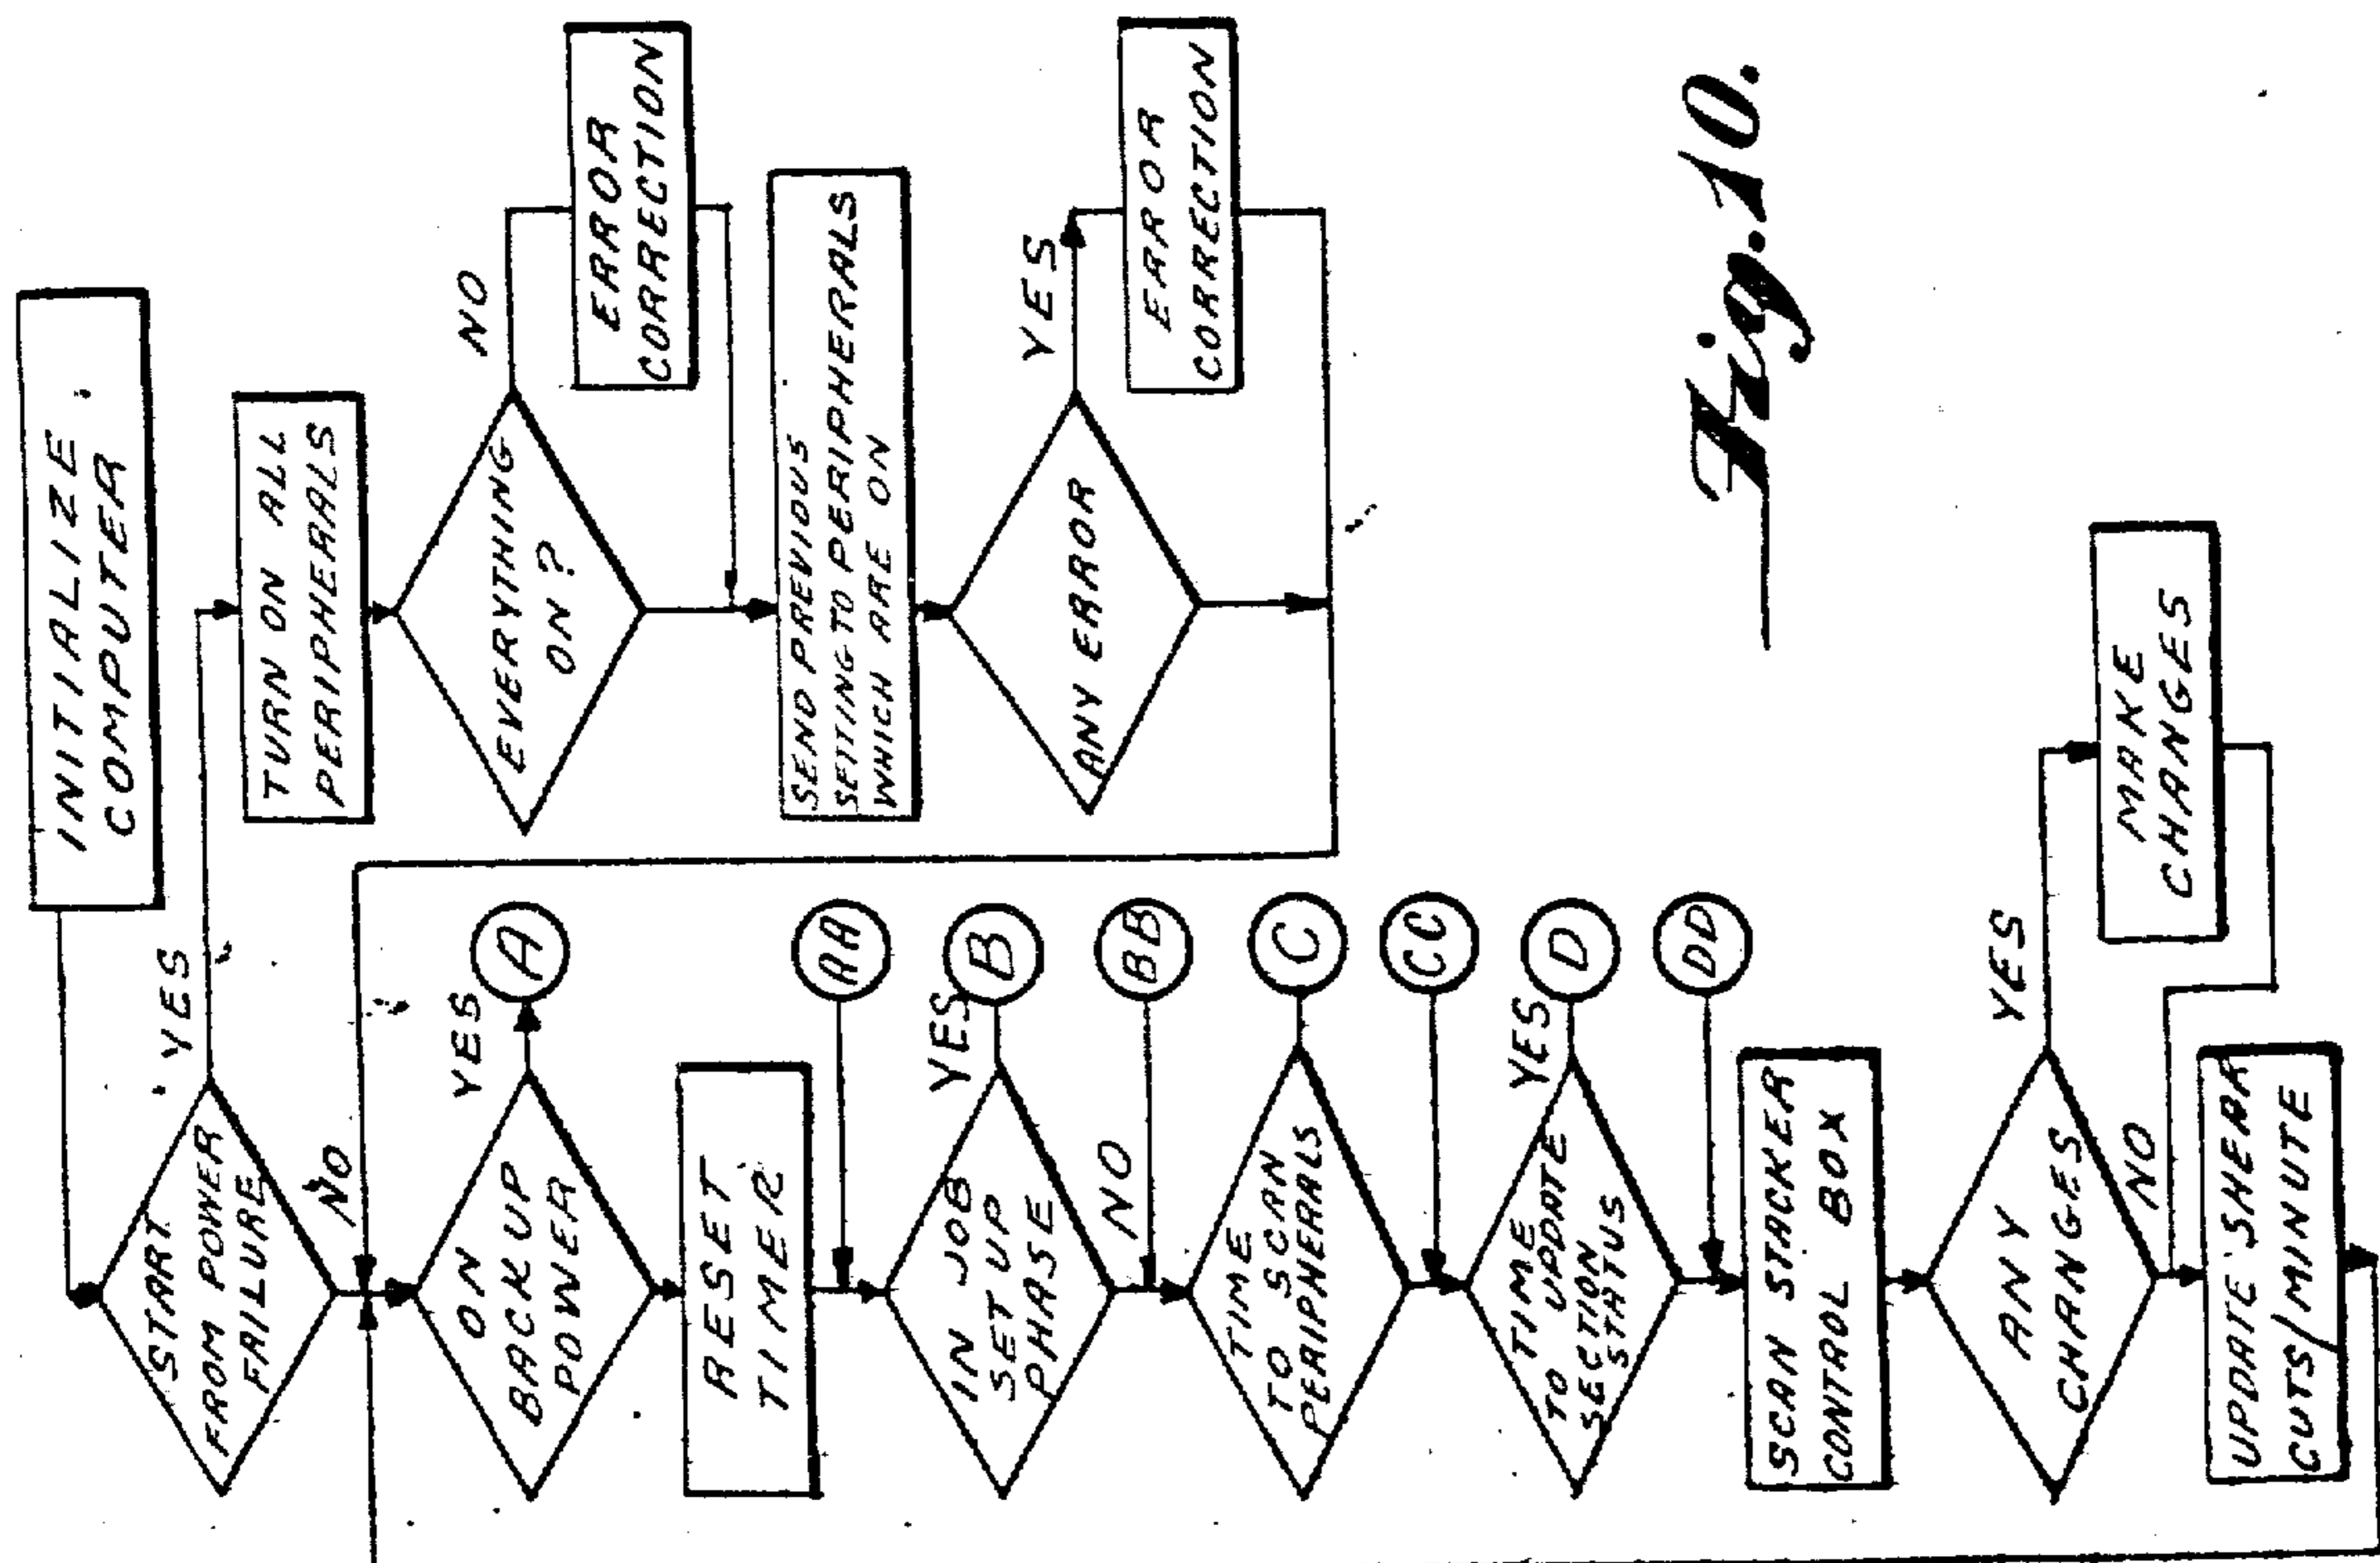 INITIALIZE
COMPUTER
START
FROM POWER
FAILURE
YES
NO
TURN ON ALL
PERIPHERALS
EVERYTHING
ON?
NO
ERROR
CORRECTION
SEND PREVIOUS
SETTING TO PERIPHERALS
WHICH ARE ON
ANY ERROR
YES
ERROR
CORRECTION
ON
BACK UP
POWER
YES
A
RESET
TIMER
AA
IN JOB
SET UP
PHASE
YES
B
NO
BB
TIME
TO SCAN
PERIPHERALS
C
CC
TIME
TO UPDATE
SECTION
STATUS
YES
D
DD
SCAN STACKER
CONTROL BOX
ANY
CHANGES
YES
MAKE
CHANGES
NO
UPDATE SHEAR
CUTS/MINUTE
Fig. 10.